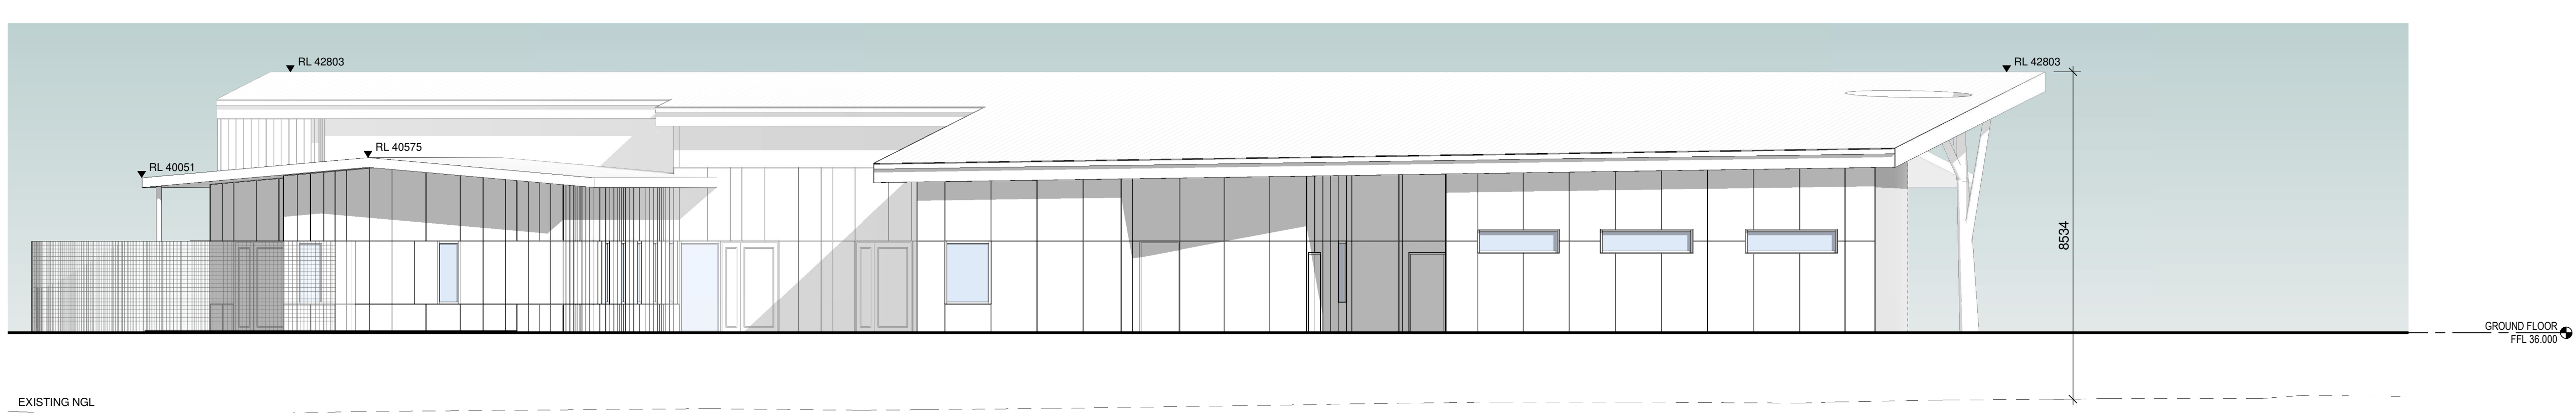 RL 42803
RL 42803
RL 40575
RL 40051
8534
GROUND FLOOR
FFL 36.000
EXISTING NGL